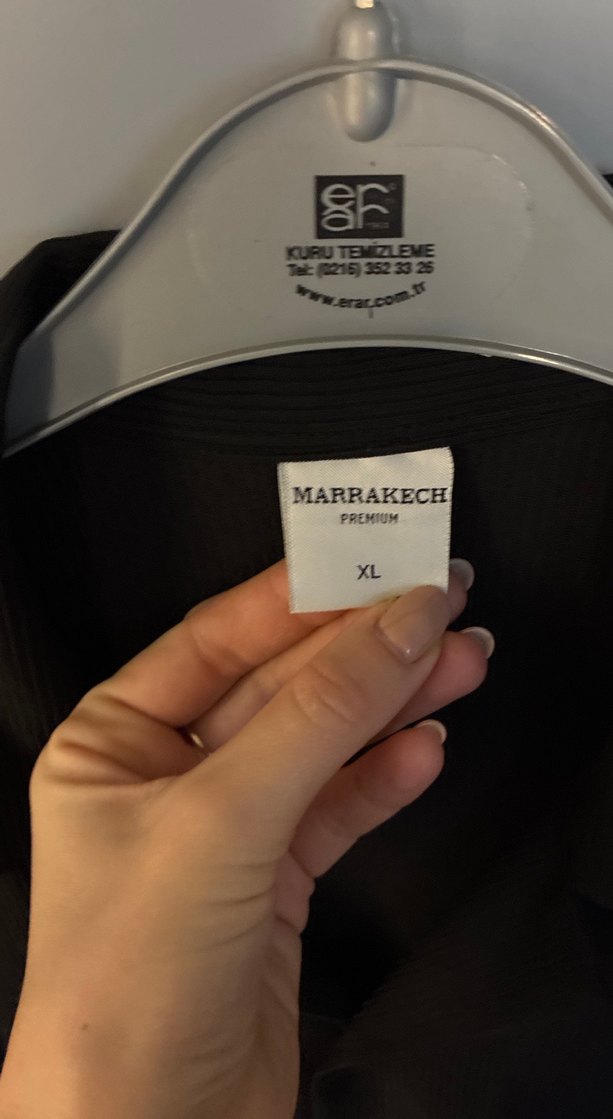 erar
KURU TEMİZLEME
Tel: (0216) 352 33 26
www.erar.com.tr
MARRAKECH
PREMIUM
XL